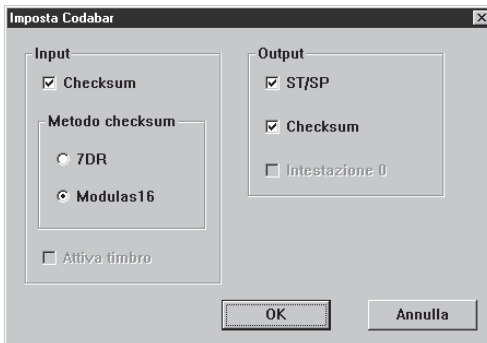 Imposta Codabar
Input
Checksum
Metodo checksum
7DR
Modulas16
Attiva timbro
Output
ST/SP
Checksum
Intestazione 0
OK
Annulla